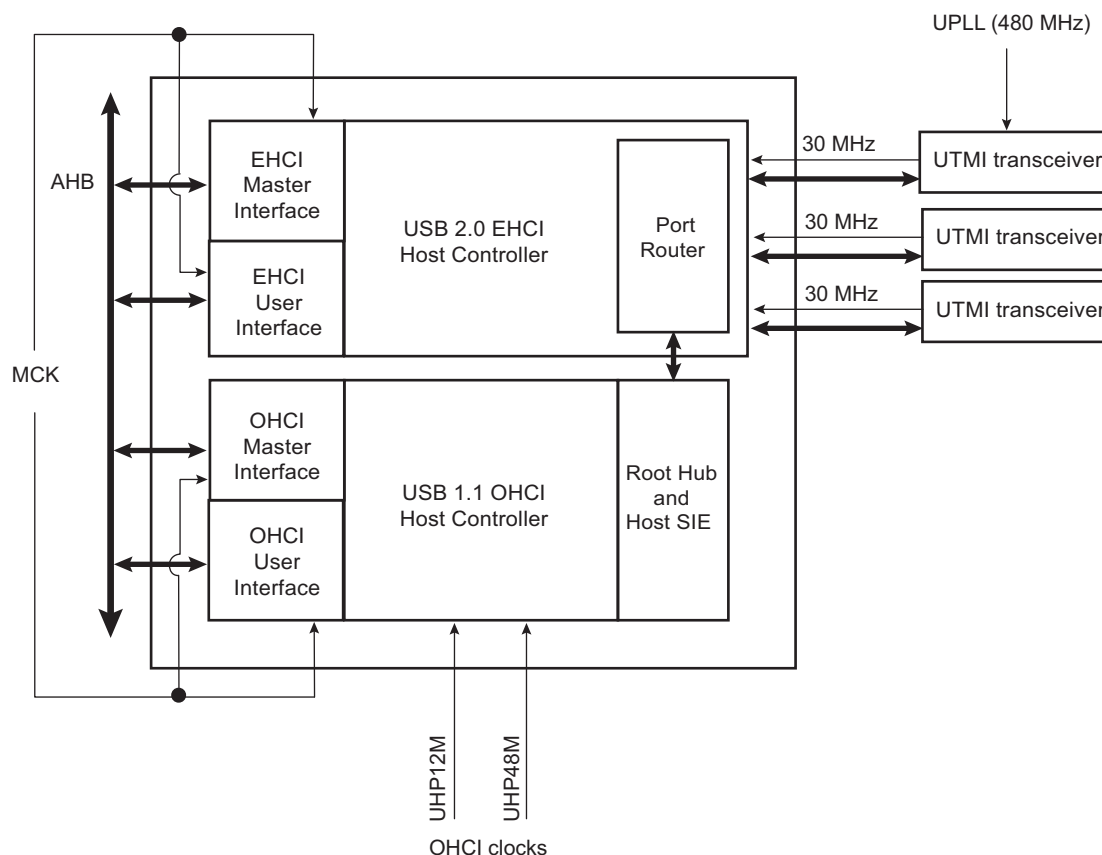 UPLL (480 MHz)
EHCI
Master
Interface
AHB
USB 2.0 EHCI
Host Controller
Port
Router
30 MHz
UTMI transceiver
30 MHz
UTMI transceiver
30 MHz
UTMI transceiver
EHCI
User
Interface
MCK
OHCI
Master
Interface
USB 1.1 OHCI
Host Controller
Root Hub
and
Host SIE
OHCI
User
Interface
UHP12M
UHP48M
OHCI clocks